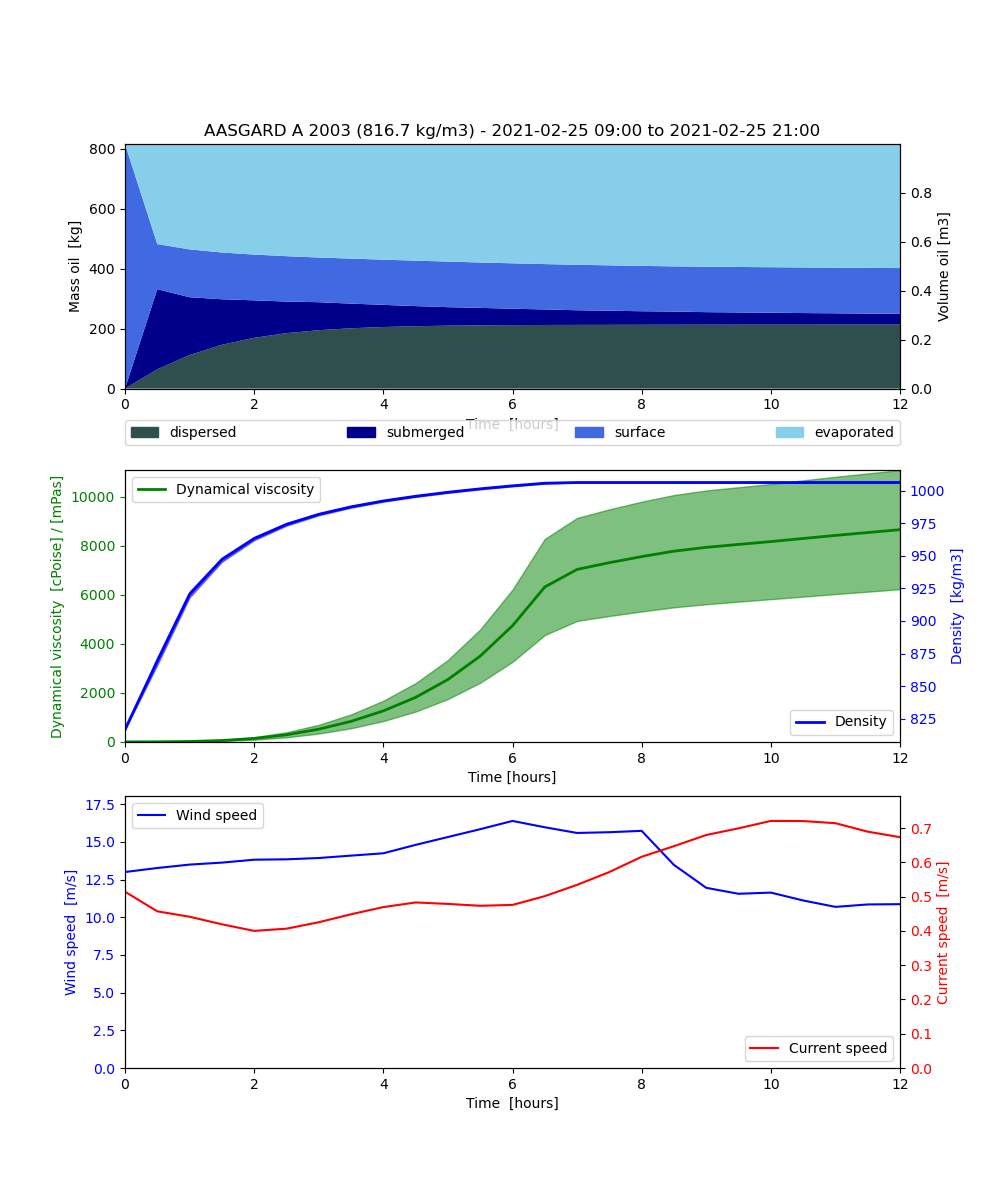 AASGARD A 2003 (816.7 kg/m3) - 2021-02-25 09:00 to 2021-02-25 21:00
Mass oil [kg]
800
600
400
200
0
0 2 4 6 8 10 12
Time [hours]
Volume oil [m3]
0.8
0.6
0.4
0.2
0.0
dispersed submerged surface evaporated
Dynamical viscosity [cPoise] / [mPas]
10000
8000
6000
4000
2000
0
Dynamical viscosity
Density [kg/m3]
1000
975
950
925
900
875
850
825
Density
0 2 4 6 8 10 12
Time [hours]
Wind speed [m/s]
17.5
15.0
12.5
10.0
7.5
5.0
2.5
0.0
Wind speed
Current speed [m/s]
0.7
0.6
0.5
0.4
0.3
0.2
0.1
0.0
Current speed
0 2 4 6 8 10 12
Time [hours]